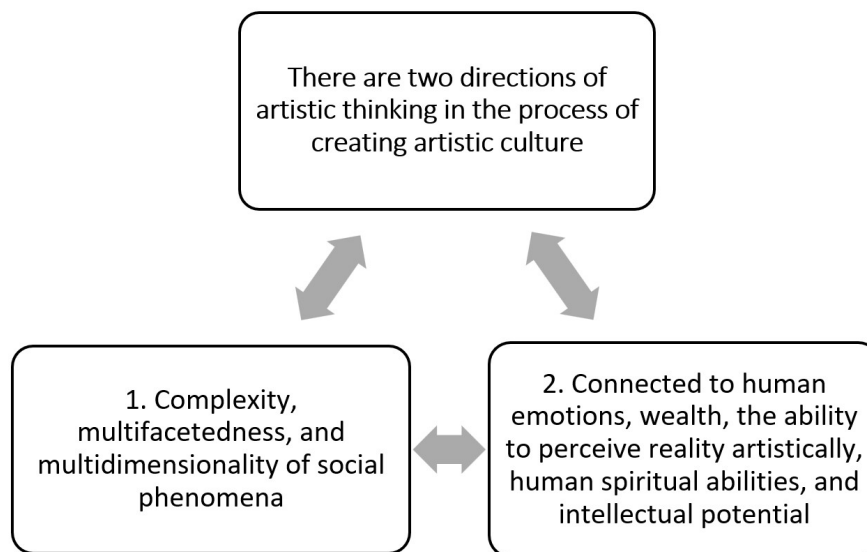 There are two directions of
artistic thinking in the process of
creating artistic culture
1. Complexity,
multifacetedness, and
multidimensionality of social
phenomena
2. Connected to human
emotions, wealth, the ability
to perceive reality artistically,
human spiritual abilities, and
intellectual potential